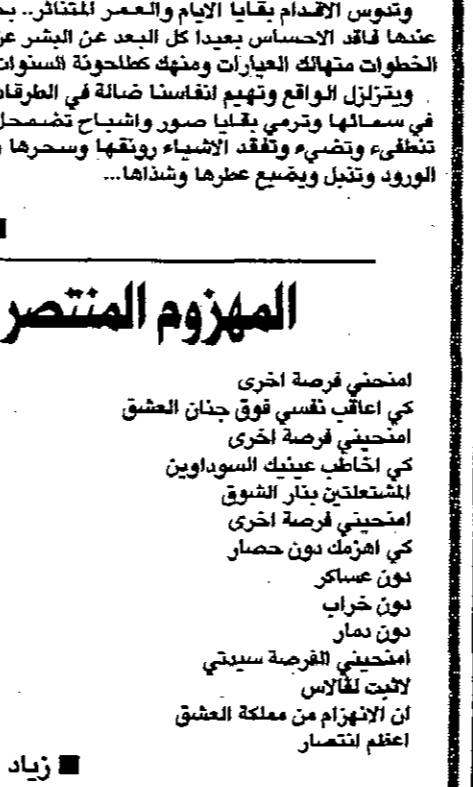 وتدوس الاقدام بقايا الايام والعمر المتناثر..
عندها فاقد الاحساس بعيدا كل البعد عن البشر
الخطوات متهالك العبارات ومنهك كطاحونة السنوات
ويتزلزل الواقع وتهيم انفاسنا ضالة في الطرقات
في سمائها وترمي بقايا صور واشباح تضمحل
تنطفىء وتضيء وتفقد الاشياء رونقها وسحرها
الورود وتذبل ويضيع عطرها وشذاها...
المهزوم المنتصر
امنحني فرصة اخرى
كي اعاقب نفسي فوق جنان العشق
امنحيني فرصة اخرى
كي اخاطب عينيك السوداوين
المشتعلتين بنار الشوق
امنحيني فرصة اخرى
كي اهزمك دون حصار
دون عساكر
دون خراب
دون دمار
امنحيني الفرصة سيدتي
لاثبت
ان الانهزام من مملكة العشق
اعظم انتصار
■ زياد